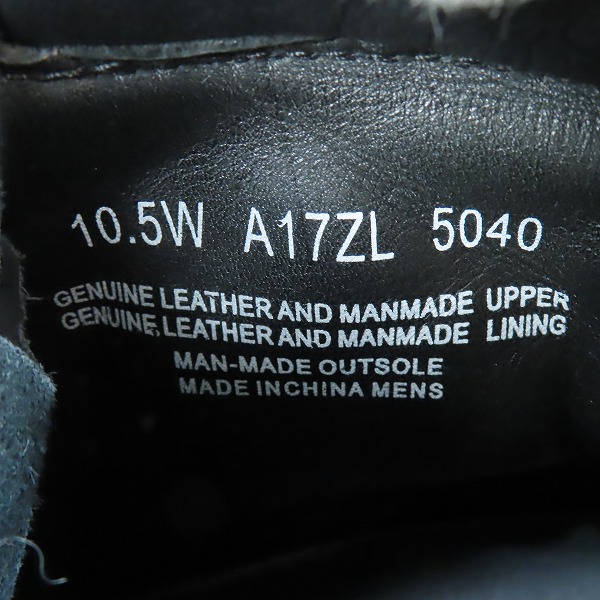 10.5W A17ZL 5040
GENUINE LEATHER AND MANMADE UPPER
GENUINE LEATHER AND MANMADE LINING
MAN-MADE OUTSOLE
MADE INCHINA MENS